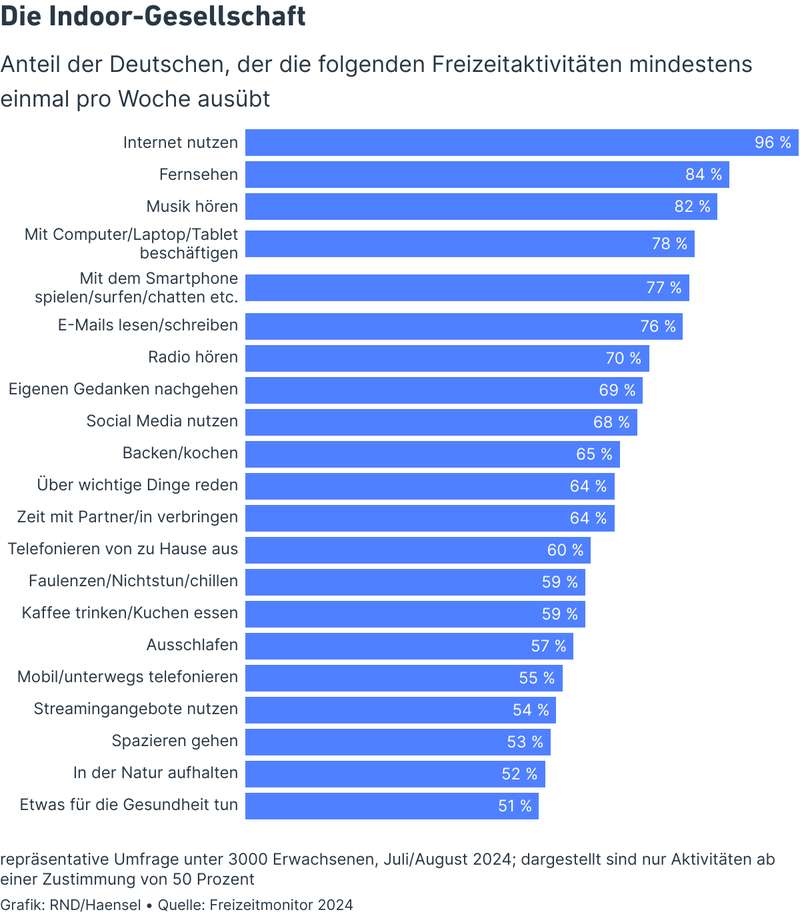 Die Indoor-Gesellschaft
Anteil der Deutschen, der die folgenden Freizeitaktivitäten mindestens
einmal pro Woche ausübt
Internet nutzen 96 %
Fernsehen 84 %
Musik hören 82 %
Mit Computer/Laptop/Tablet
beschäftigen 78 %
Mit dem Smartphone
spielen/surfen/chatten etc. 77 %
E-Mails lesen/schreiben 76 %
Radio hören 70 %
Eigenen Gedanken nachgehen 69 %
Social Media nutzen 68 %
Backen/kochen 65 %
Über wichtige Dinge reden 64 %
Zeit mit Partner/in verbringen 64 %
Telefonieren von zu Hause aus 60 %
Faulenzen/Nichtstun/chillen 59 %
Kaffee trinken/Kuchen essen 59 %
Ausschlafen 57 %
Mobil/unterwegs telefonieren 55 %
Streamingangebote nutzen 54 %
Spazieren gehen 53 %
In der Natur aufhalten 52 %
Etwas für die Gesundheit tun 51 %
repräsentative Umfrage unter 3000 Erwachsenen, Juli/August 2024; dargestellt sind nur Aktivitäten ab
einer Zustimmung von 50 Prozent
Grafik: RND/Haensel • Quelle: Freizeitmonitor 2024